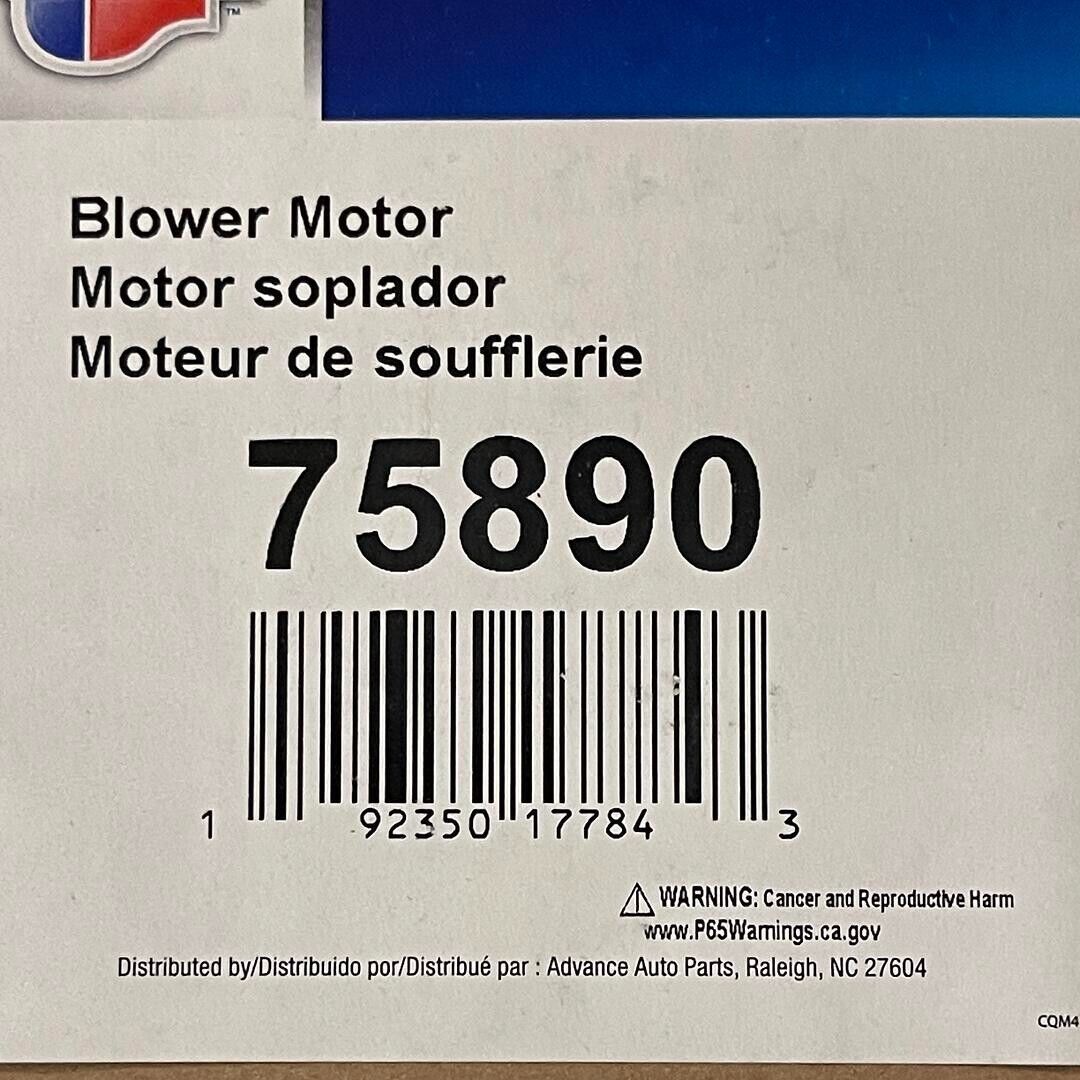 TM
Blower Motor
Motor soplador
Moteur de soufflerie
75890
1 92350 17784 3
WARNING: Cancer and Reproductive Harm
www.P65Warnings.ca.gov
Distributed by/Distribuido por/Distribué par : Advance Auto Parts, Raleigh, NC 27604
CQM4